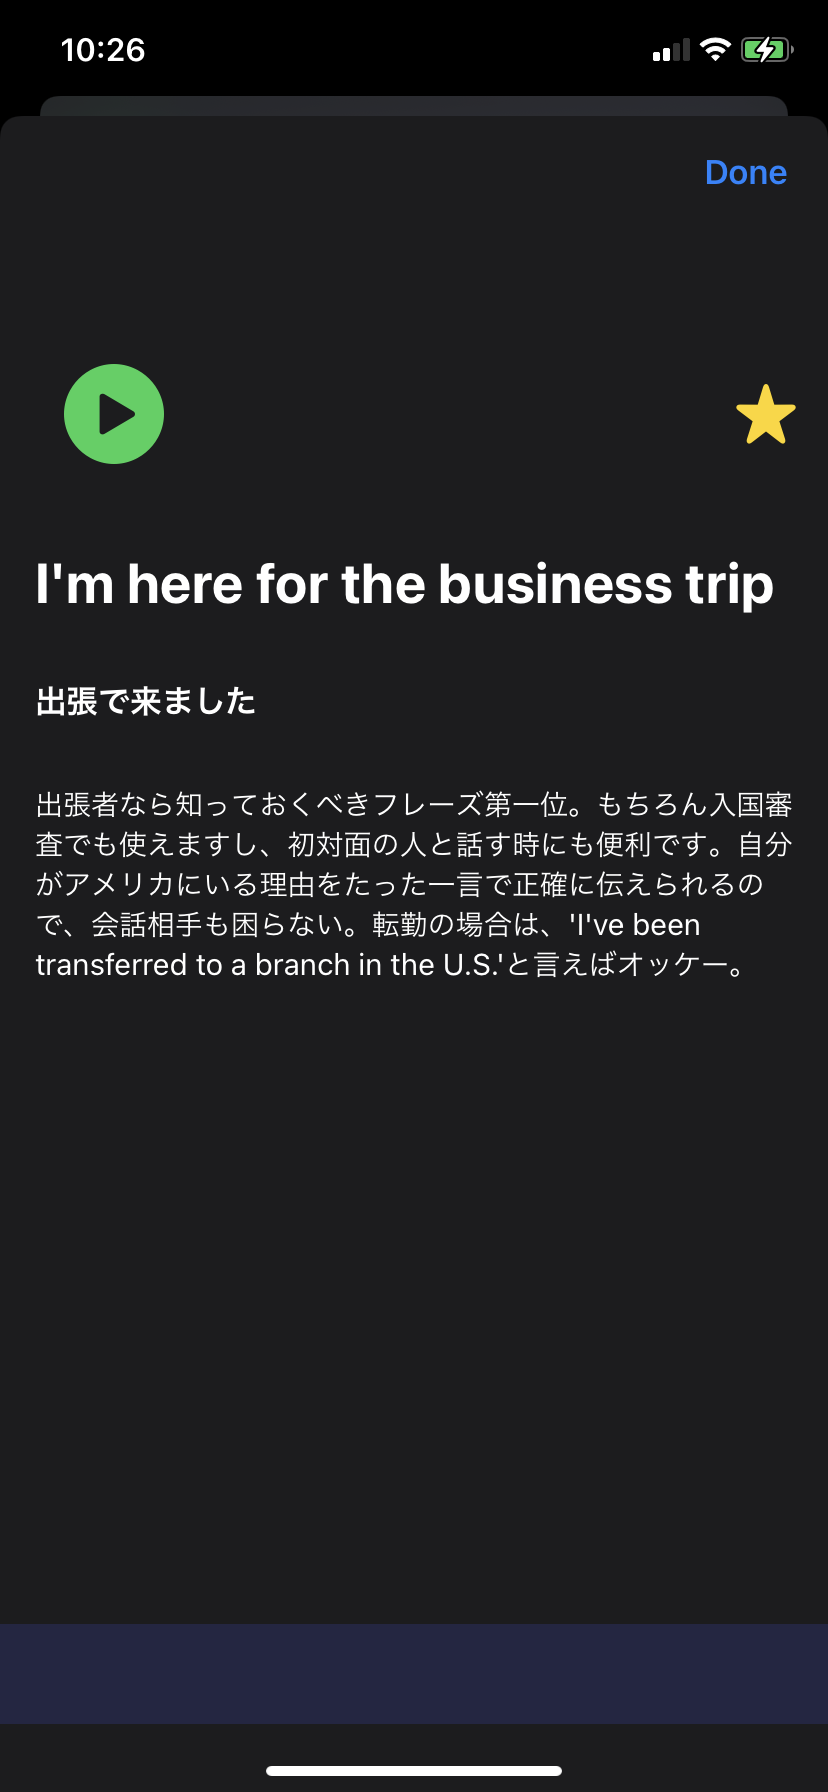 10:26
Done
I'm here for the business trip
出張で来ました
出張者なら知っておくべきフレーズ第一位。もちろん入国審
査でも使えますし、初対面の人と話す時にも便利です。自分
がアメリカにいる理由をたった一言で正確に伝えられるの
で、会話相手も困らない。転勤の場合は、'I've been
transferred to a branch in the U.S.'と言えばオッケー。